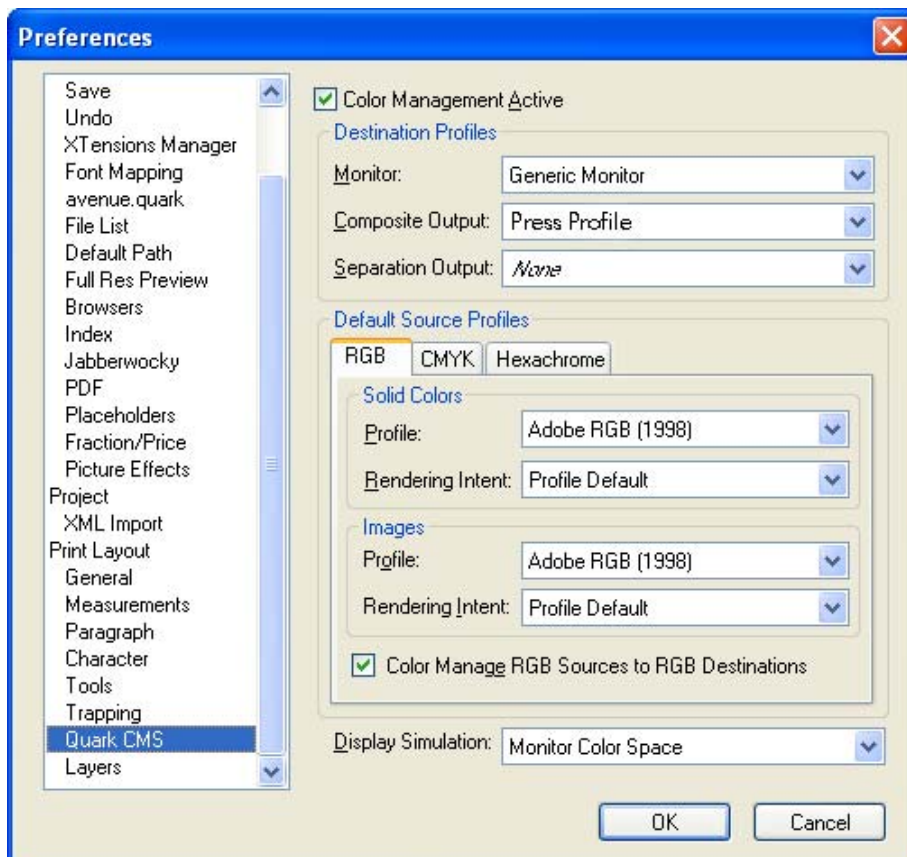 Preferences
Save
Undo
XTensions Manager
Font Mapping
avenue.quark
File List
Default Path
Full Res Preview
Browsers
Index
Jabberwocky
PDF
Placeholders
Fraction/Price
Picture Effects
Project
XML Import
Print Layout
General
Measurements
Paragraph
Character
Tools
Trapping
Quark CMS
Layers
Color Management Active
Destination Profiles
Monitor: Generic Monitor
Composite Output: Press Profile
Separation Output: None
Default Source Profiles
RGB CMYK Hexachrome
Solid Colors
Profile: Adobe RGB (1998)
Rendering Intent: Profile Default
Images
Profile: Adobe RGB (1998)
Rendering Intent: Profile Default
Color Manage RGB Sources to RGB Destinations
Display Simulation: Monitor Color Space
OK Cancel